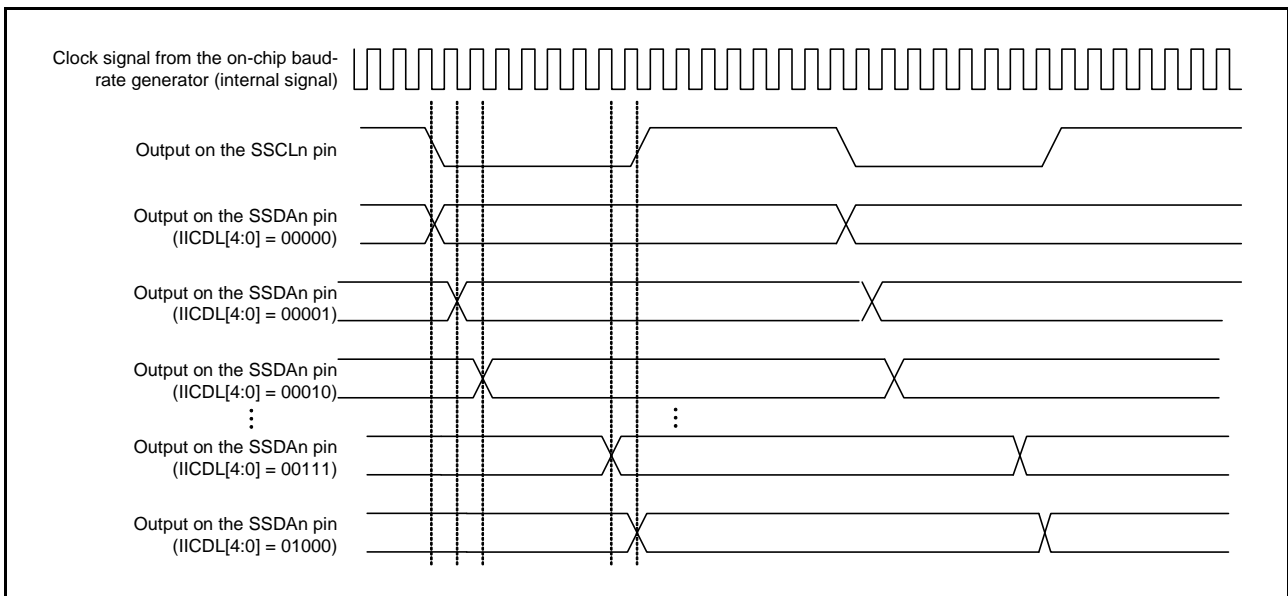 Clock signal from the on-chip baud-
rate generator (internal signal)
Output on the SSCLn pin
Output on the SSDAn pin
(IICDL[4:0] = 00000)
Output on the SSDAn pin
(IICDL[4:0] = 00001)
Output on the SSDAn pin
(IICDL[4:0] = 00010)
Output on the SSDAn pin
(IICDL[4:0] = 00111)
Output on the SSDAn pin
(IICDL[4:0] = 01000)